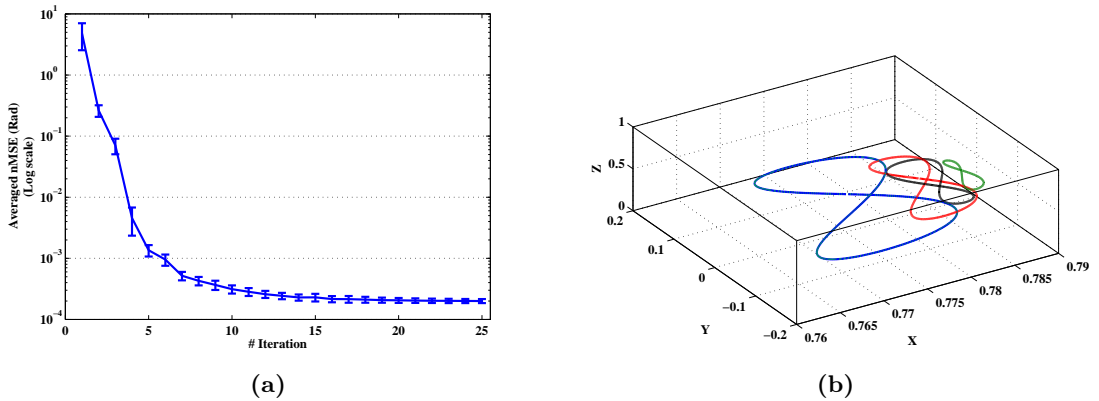 10^1
10^0
10^−1
10^−2
10^−3
10^−4
Averaged nMSE (Rad)
(Log scale)
0 5 10 15 20 25
# Iteration
(a)
1
0.5
0
Z
0.2
0.1
0
−0.1
−0.2
Y
0.76
0.765
0.77
0.775
0.78
0.785
0.79
X
(b)